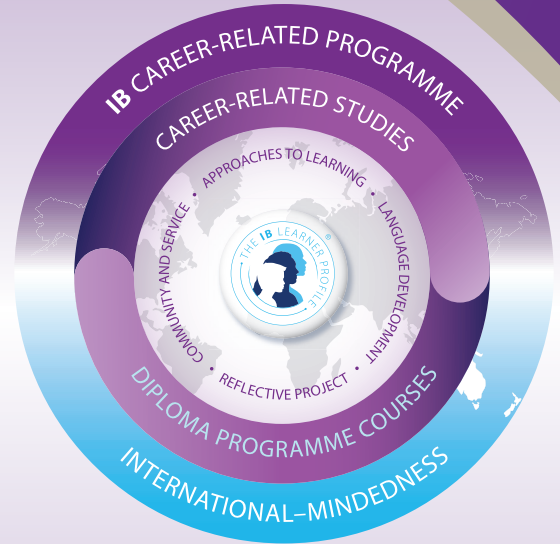 IB CAREER-RELATED PROGRAMME
CAREER-RELATED STUDIES
APPROACHES TO LEARNING •
LANGUAGE DEVELOPMENT •
REFLECTIVE PROJECT •
COMMUNITY AND SERVICE •
THE IB LEARNER PROFILE
®
DIPLOMA PROGRAMME COURSES
INTERNATIONAL–MINDEDNESS